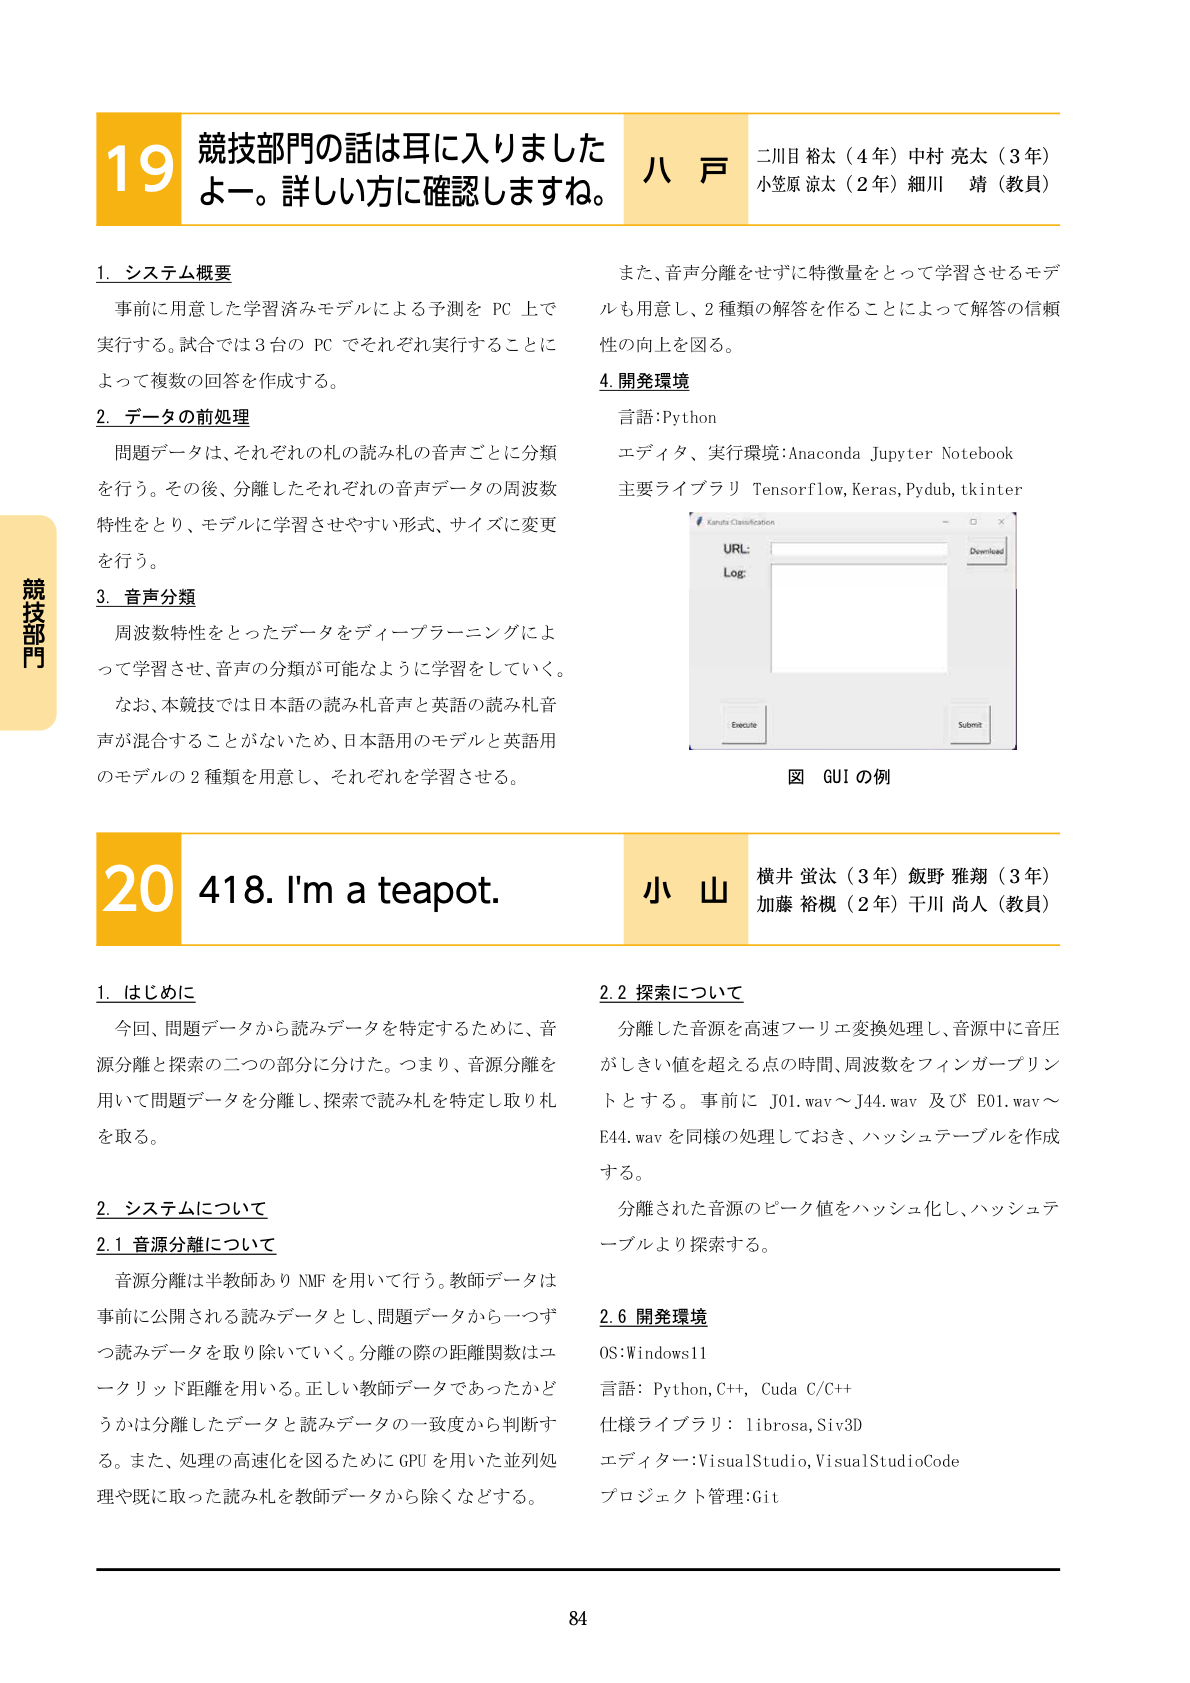 19
競技部門の話は耳に入りました
よー。詳しい方に確認しますね。
八 戸
二川目 裕太（４年）中村 亮太（３年）
小笠原 涼太（２年）細川　靖（教員）
1. システム概要
事前に用意した学習済みモデルによる予測を PC 上で
実行する。試合では３台の PC でそれぞれ実行することに
よって複数の回答を作成する。
2. データの前処理
問題データは、それぞれの札の読み札の音声ごとに分類
を行う。その後、分離したそれぞれの音声データの周波数
特性をとり、モデルに学習させやすい形式、サイズに変更
を行う。
3. 音声分類
周波数特性をとったデータをディープラーニングによ
って学習させ、音声の分類が可能なように学習をしていく。
なお、本競技では日本語の読み札音声と英語の読み札音
声が混合することがないため、日本語用のモデルと英語用
のモデルの２種類を用意し、それぞれを学習させる。
また、音声分離をせずに特徴量をとって学習させるモデ
ルも用意し、２種類の解答を作ることによって解答の信頼
性の向上を図る。
4.開発環境
言語:Python
エディタ、実行環境:Anaconda Jupyter Notebook
主要ライブラリ Tensorflow,Keras,Pydub,tkinter
Karuta Classification
URL:
Download
Log:
Execute
Submit
図　GUI の例
競技部門
20
418. I'm a teapot.
小 山
横井 蛍汰（３年）飯野 雅翔（３年）
加藤 裕槻（２年）干川 尚人（教員）
1. はじめに
今回、問題データから読みデータを特定するために、音
源分離と探索の二つの部分に分けた。つまり、音源分離を
用いて問題データを分離し、探索で読み札を特定し取り札
を取る。
2. システムについて
2.1 音源分離について
音源分離は半教師あり NMF を用いて行う。教師データは
事前に公開される読みデータとし、問題データから一つず
つ読みデータを取り除いていく。分離の際の距離関数はユ
ークリッド距離を用いる。正しい教師データであったかど
うかは分離したデータと読みデータの一致度から判断す
る。また、処理の高速化を図るために GPU を用いた並列処
理や既に取った読み札を教師データから除くなどする。
2.2 探索について
分離した音源を高速フーリエ変換処理し、音源中に音圧
がしきい値を超える点の時間、周波数をフィンガープリン
トとする。事前に J01.wav～J44.wav 及び E01.wav～
E44.wav を同様の処理しておき、ハッシュテーブルを作成
する。
分離された音源のピーク値をハッシュ化し、ハッシュテ
ーブルより探索する。
2.6 開発環境
OS:Windows11
言語: Python,C++, Cuda C/C++
仕様ライブラリ: librosa,Siv3D
エディター:VisualStudio,VisualStudioCode
プロジェクト管理:Git
84